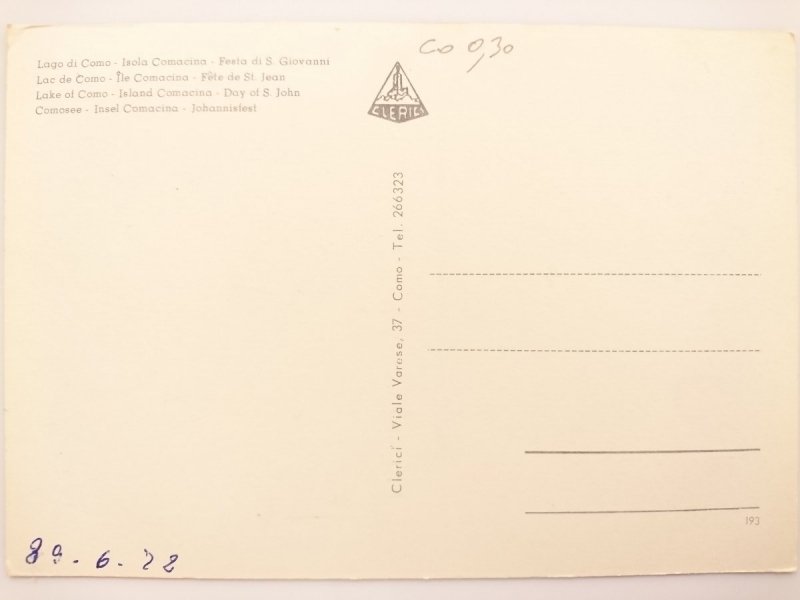 Lago di Como - Isola Comacina - Festa di S. Giovanni
Lac de Como - Île Comacina - Fête de St. Jean
Lake of Como - Island Comacina - Day of S. John
Comosee - Insel Comacina - Johannisfest
CO 0,30
CLERICI
Clerici - Viale Varese, 37 - Como - Tel. 266323
193
89. - 6. - 22